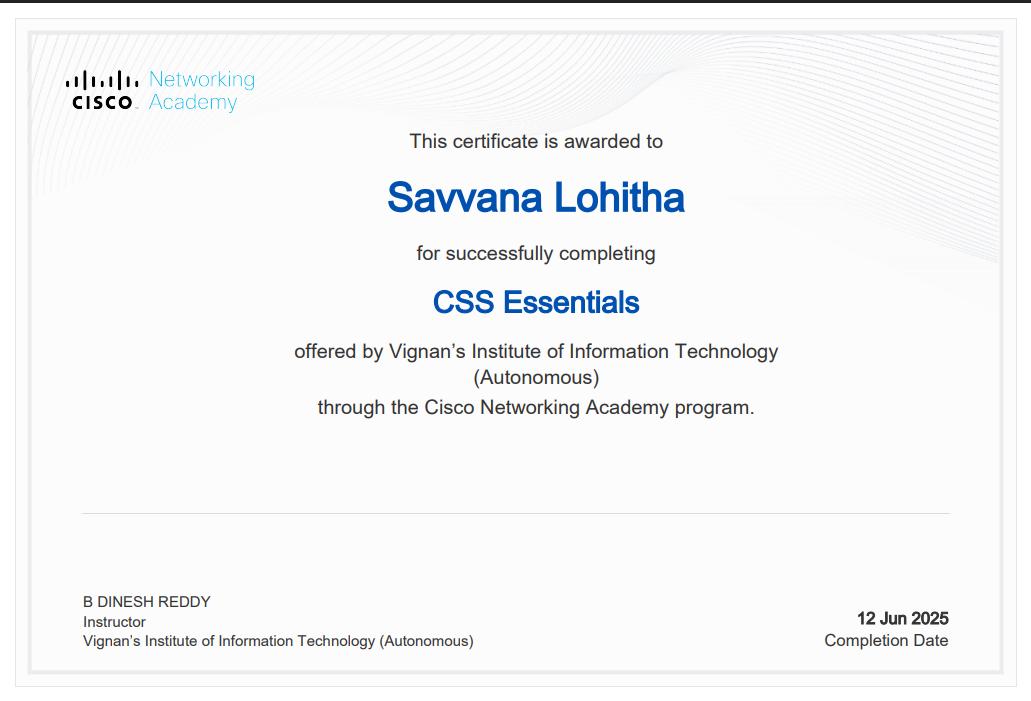 Networking
CISCO Academy
This certificate is awarded to
Savvana Lohitha
for successfully completing
CSS Essentials
offered by Vignan’s Institute of Information Technology
(Autonomous)
through the Cisco Networking Academy program.
B DINESH REDDY
Instructor
Vignan’s Institute of Information Technology (Autonomous)
12 Jun 2025
Completion Date